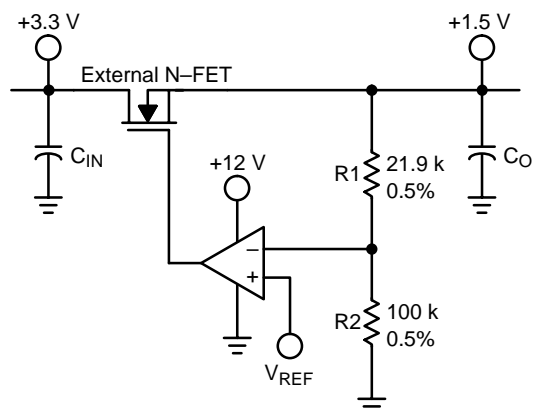 +3.3 V
+1.5 V
External N–FET
C_IN
+12 V
R1
21.9 k
0.5%
C_O
−
+
R2
100 k
0.5%
V_REF